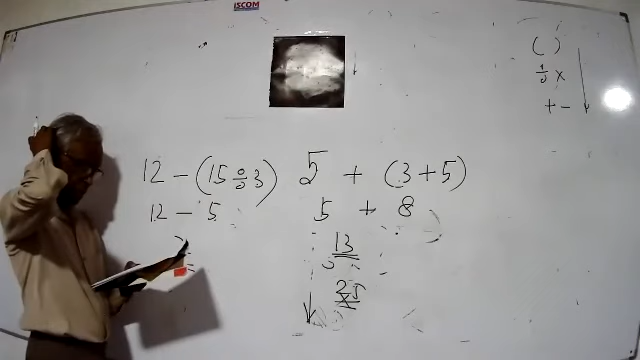 ISCOM
( )
÷ ×
+ −
12 − (15 ÷ 3)
12 − 5
5 + (3 + 5)
5 + 8
13